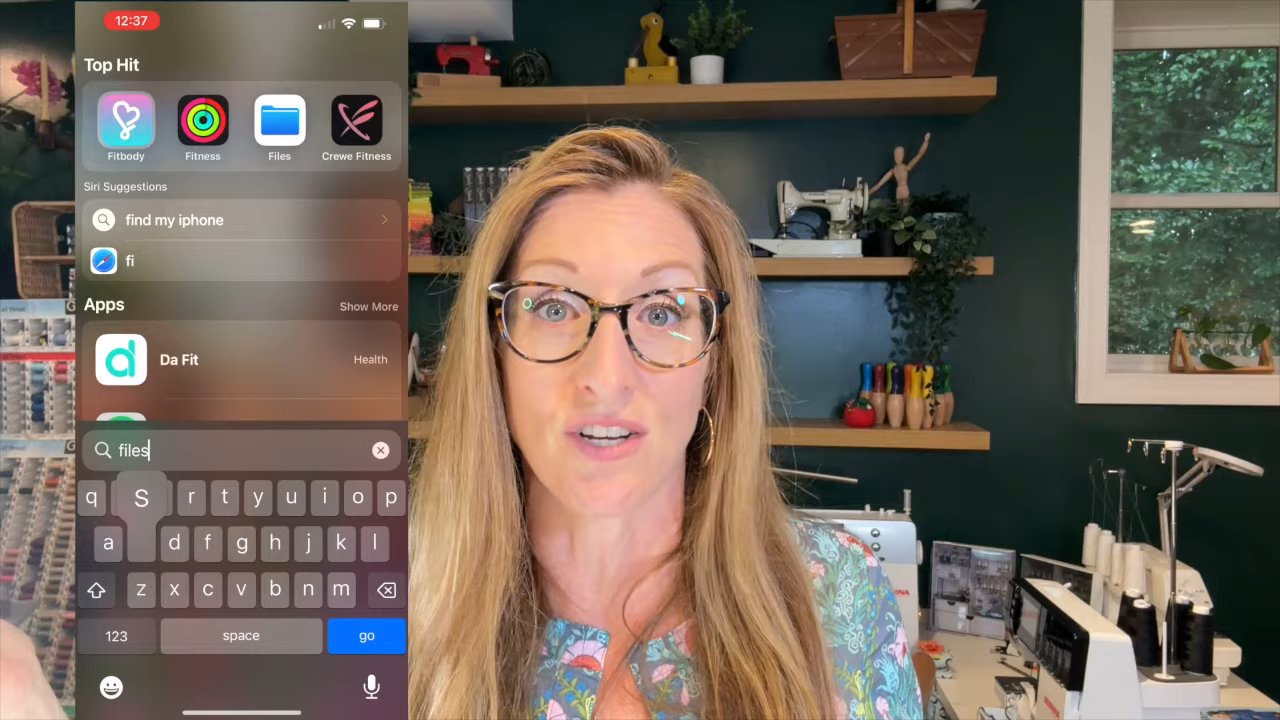 12:37
Top Hit
Fitbody
Fitness
Files
Crewe Fitness
Siri Suggestions
find my iphone
fi
Apps
Show More
Da Fit
Health
files
q S r t y u i o p
a d f g h j k l
z x c v b n m
123
space
go